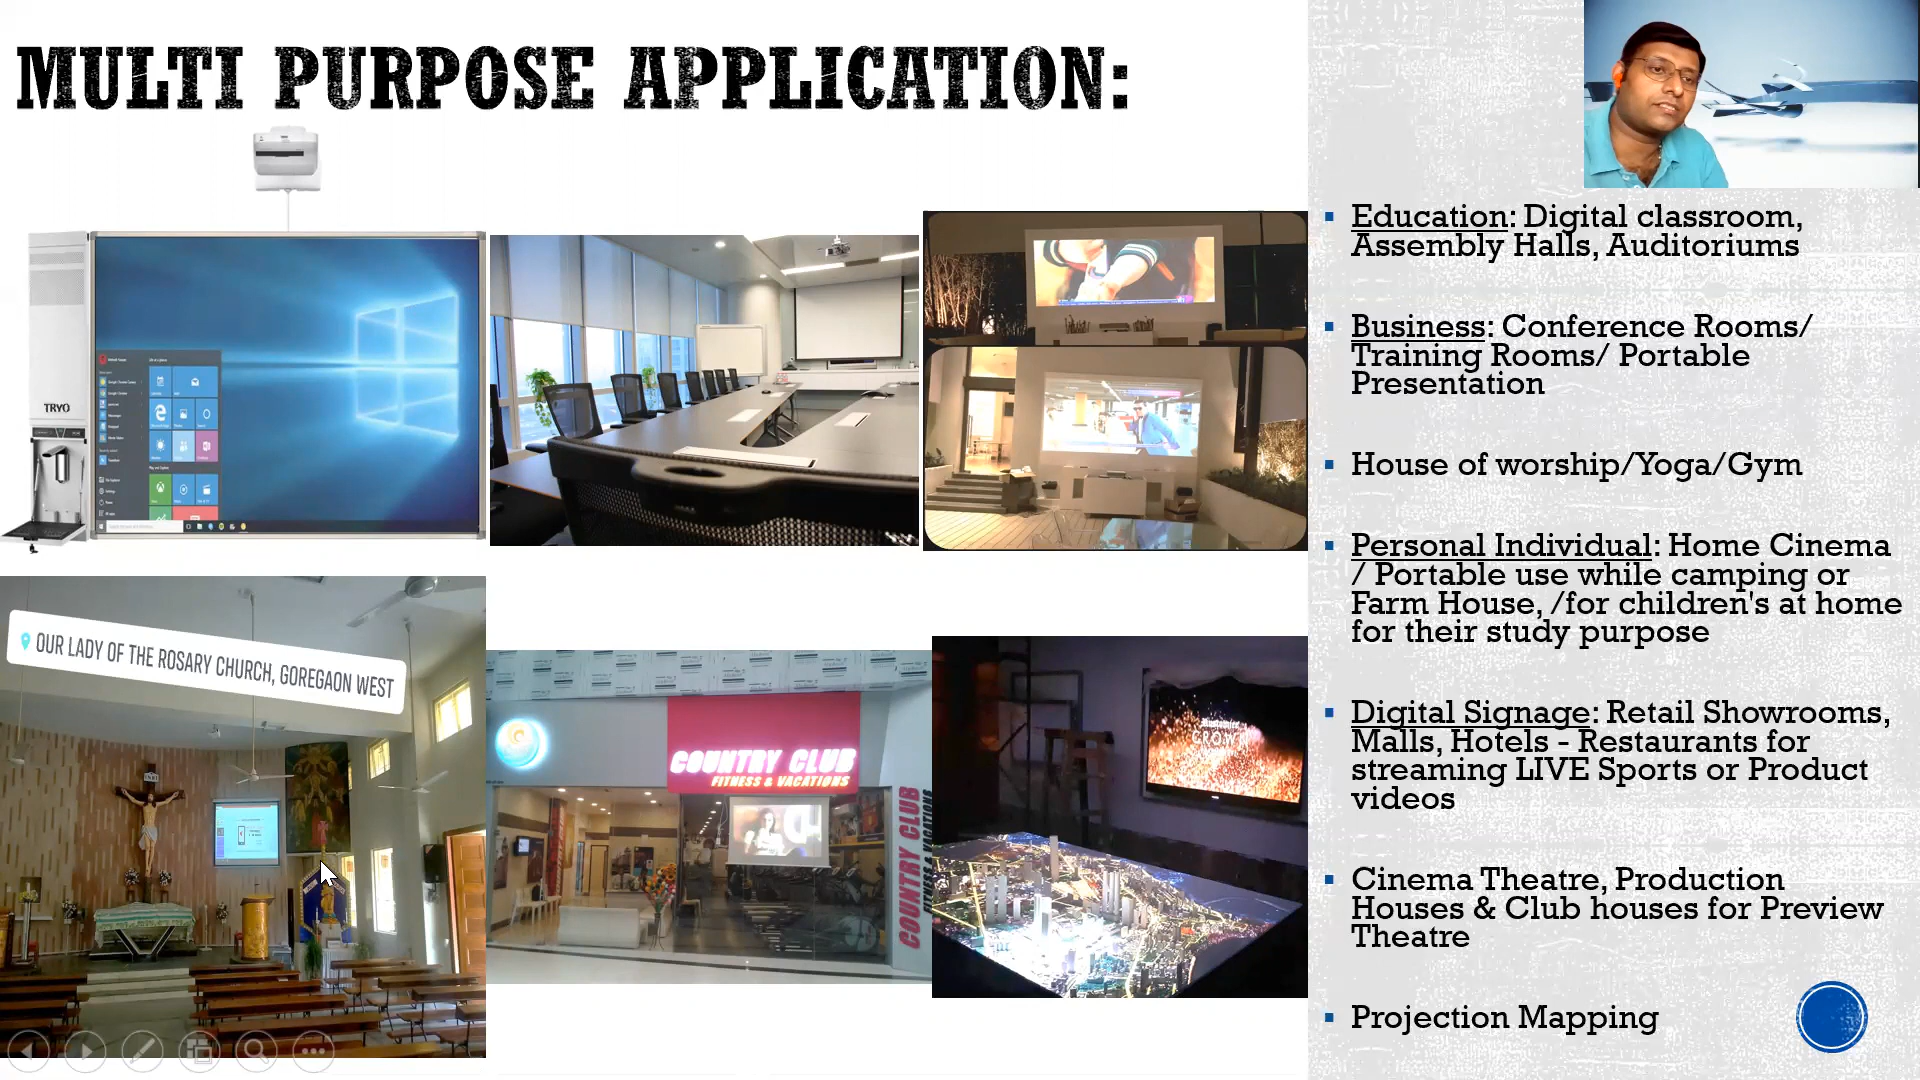 MULTI PURPOSE APPLICATION:
TRYO
OUR LADY OF THE ROSARY CHURCH, GOREGAON WEST
COUNTRY CLUB
FITNESS & VACATIONS
COUNTRY CLUB
FITNESS & VACATIONS
Education: Digital classroom,
Assembly Halls, Auditoriums
Business: Conference Rooms/
Training Rooms/ Portable
Presentation
House of worship/Yoga/Gym
Personal Individual: Home Cinema
/ Portable use while camping or
Farm House, /for children's at home
for their study purpose
Digital Signage: Retail Showrooms,
Malls, Hotels - Restaurants for
streaming LIVE Sports or Product
videos
Cinema Theatre, Production
Houses & Club houses for Preview
Theatre
Projection Mapping